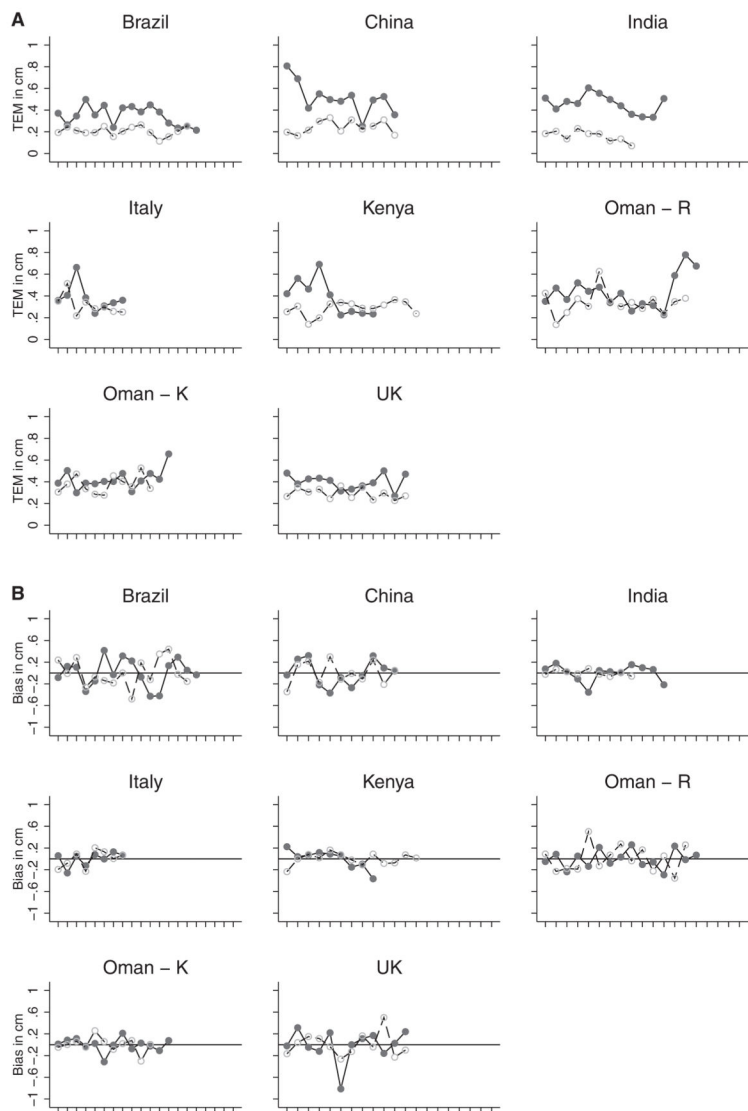 A
Brazil China India
TEM in cm
0 .2 .4 .6 .8 1
Italy Kenya Oman – R
TEM in cm
0 .2 .4 .6 .8 1
Oman – K UK
TEM in cm
0 .2 .4 .6 .8 1
B
Brazil China India
Bias in cm
–1 –.6 –.2 .2 .6 1
Italy Kenya Oman – R
Bias in cm
–1 –.6 –.2 .2 .6 1
Oman – K UK
Bias in cm
–1 –.6 –.2 .2 .6 1